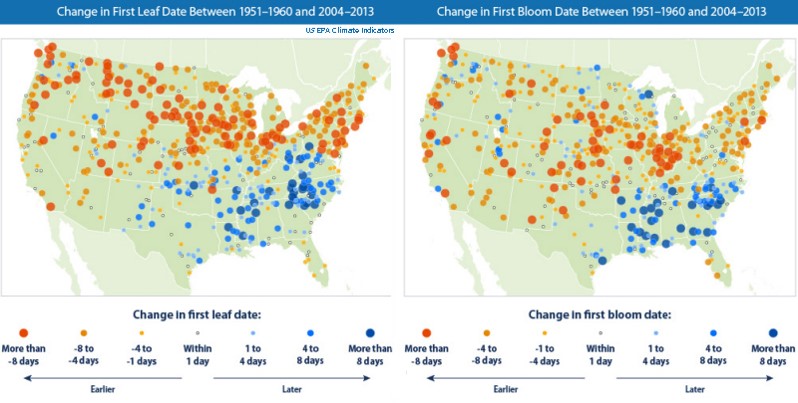 Change in First Leaf Date Between 1951–1960 and 2004–2013
US EPA Climate Indicators
Change in first leaf date:
More than -8 days
-8 to -4 days
-4 to -1 days
Within 1 day
1 to 4 days
4 to 8 days
More than 8 days
Earlier
Later
Change in First Bloom Date Between 1951–1960 and 2004–2013
Change in first bloom date:
More than -8 days
-4 to -8 days
-1 to -4 days
Within 1 day
1 to 4 days
4 to 8 days
More than 8 days
Earlier
Later